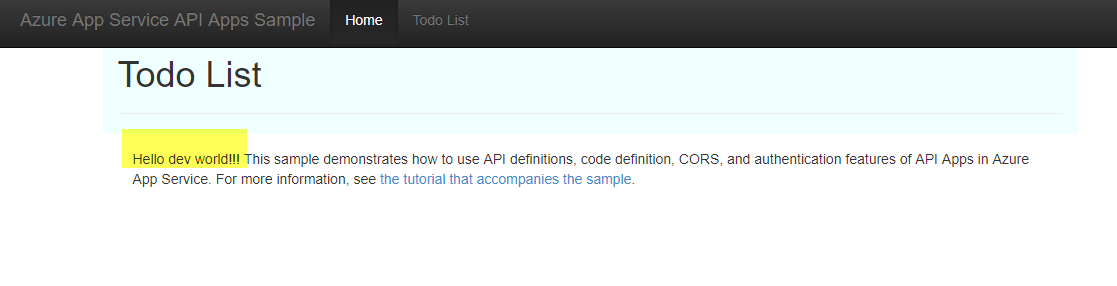 Azure App Service API Apps Sample Home Todo List
Todo List
Hello dev world!!! This sample demonstrates how to use API definitions, code definition, CORS, and authentication features of API Apps in Azure
App Service. For more information, see the tutorial that accompanies the sample.